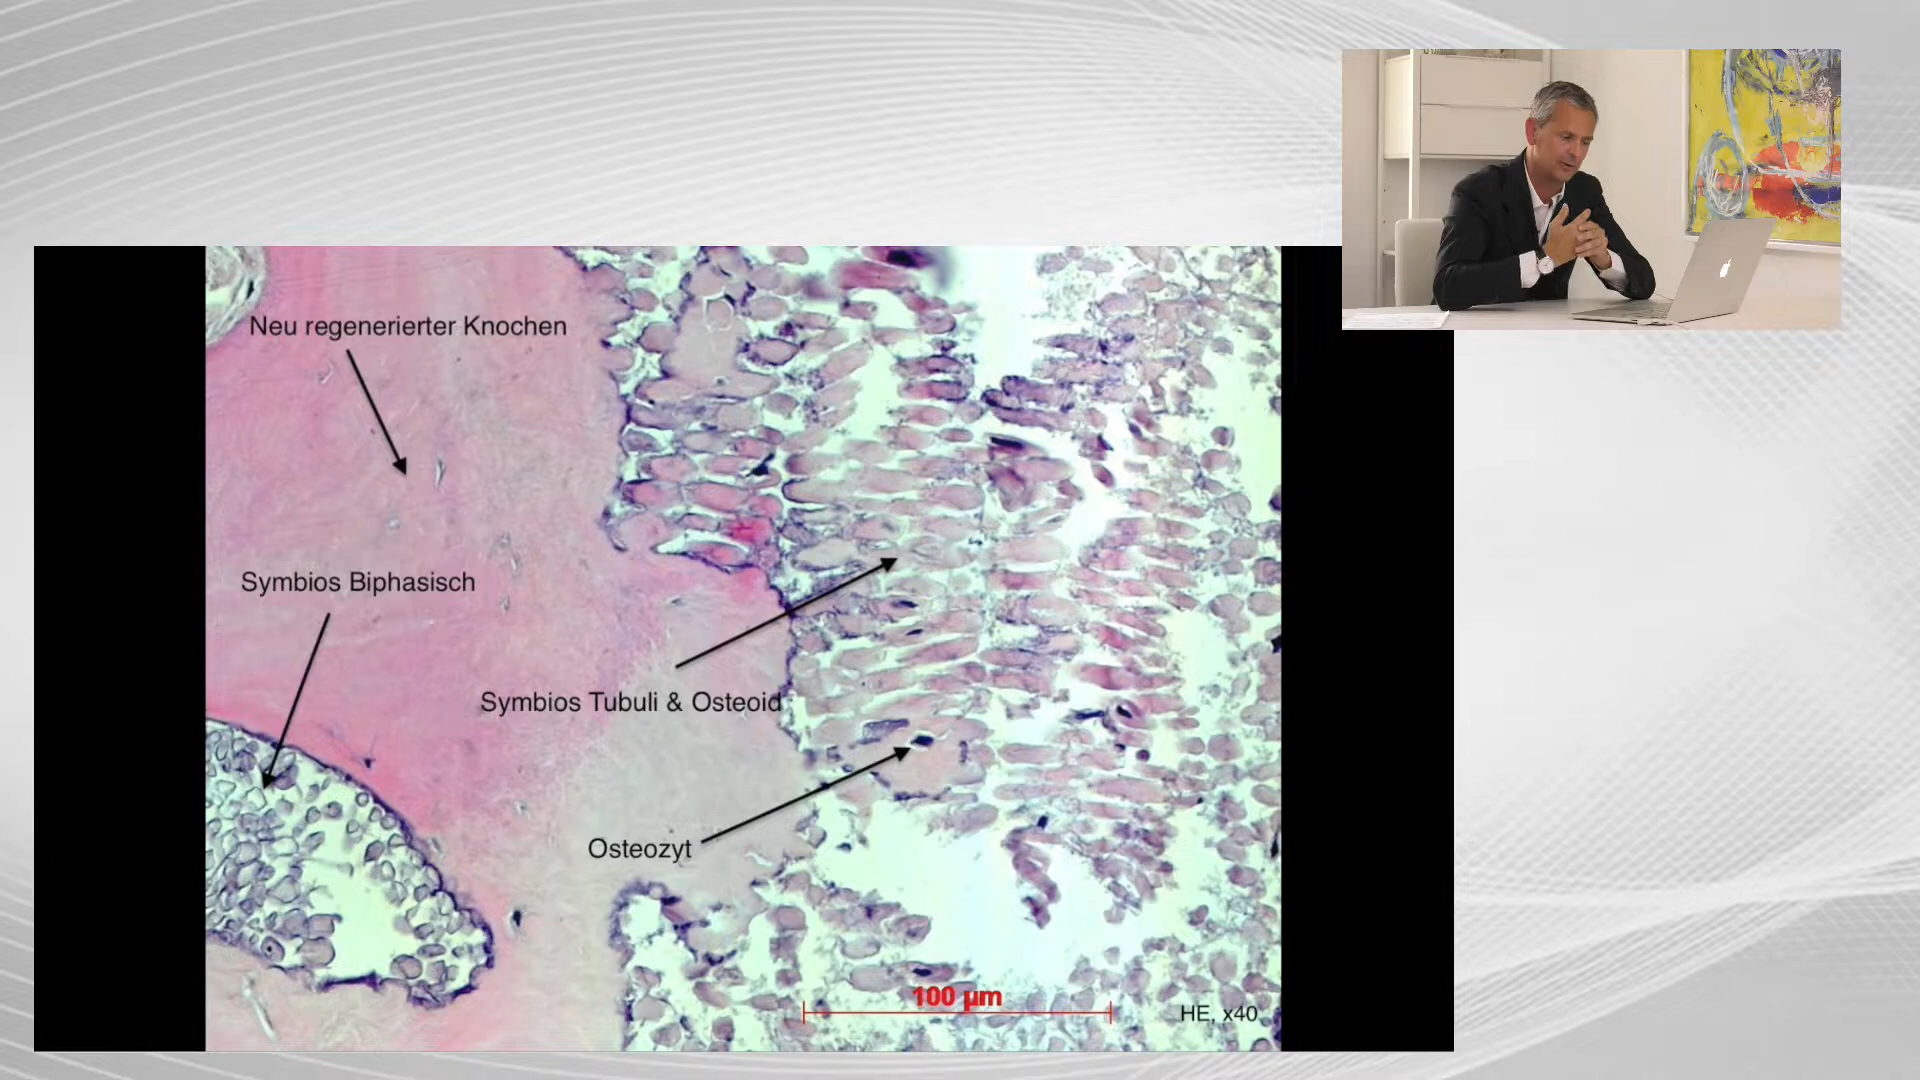 Neu regenerierter Knochen
Symbios Biphasisch
Symbios Tubuli & Osteoid
Osteozyt
100 µm
HE, x40